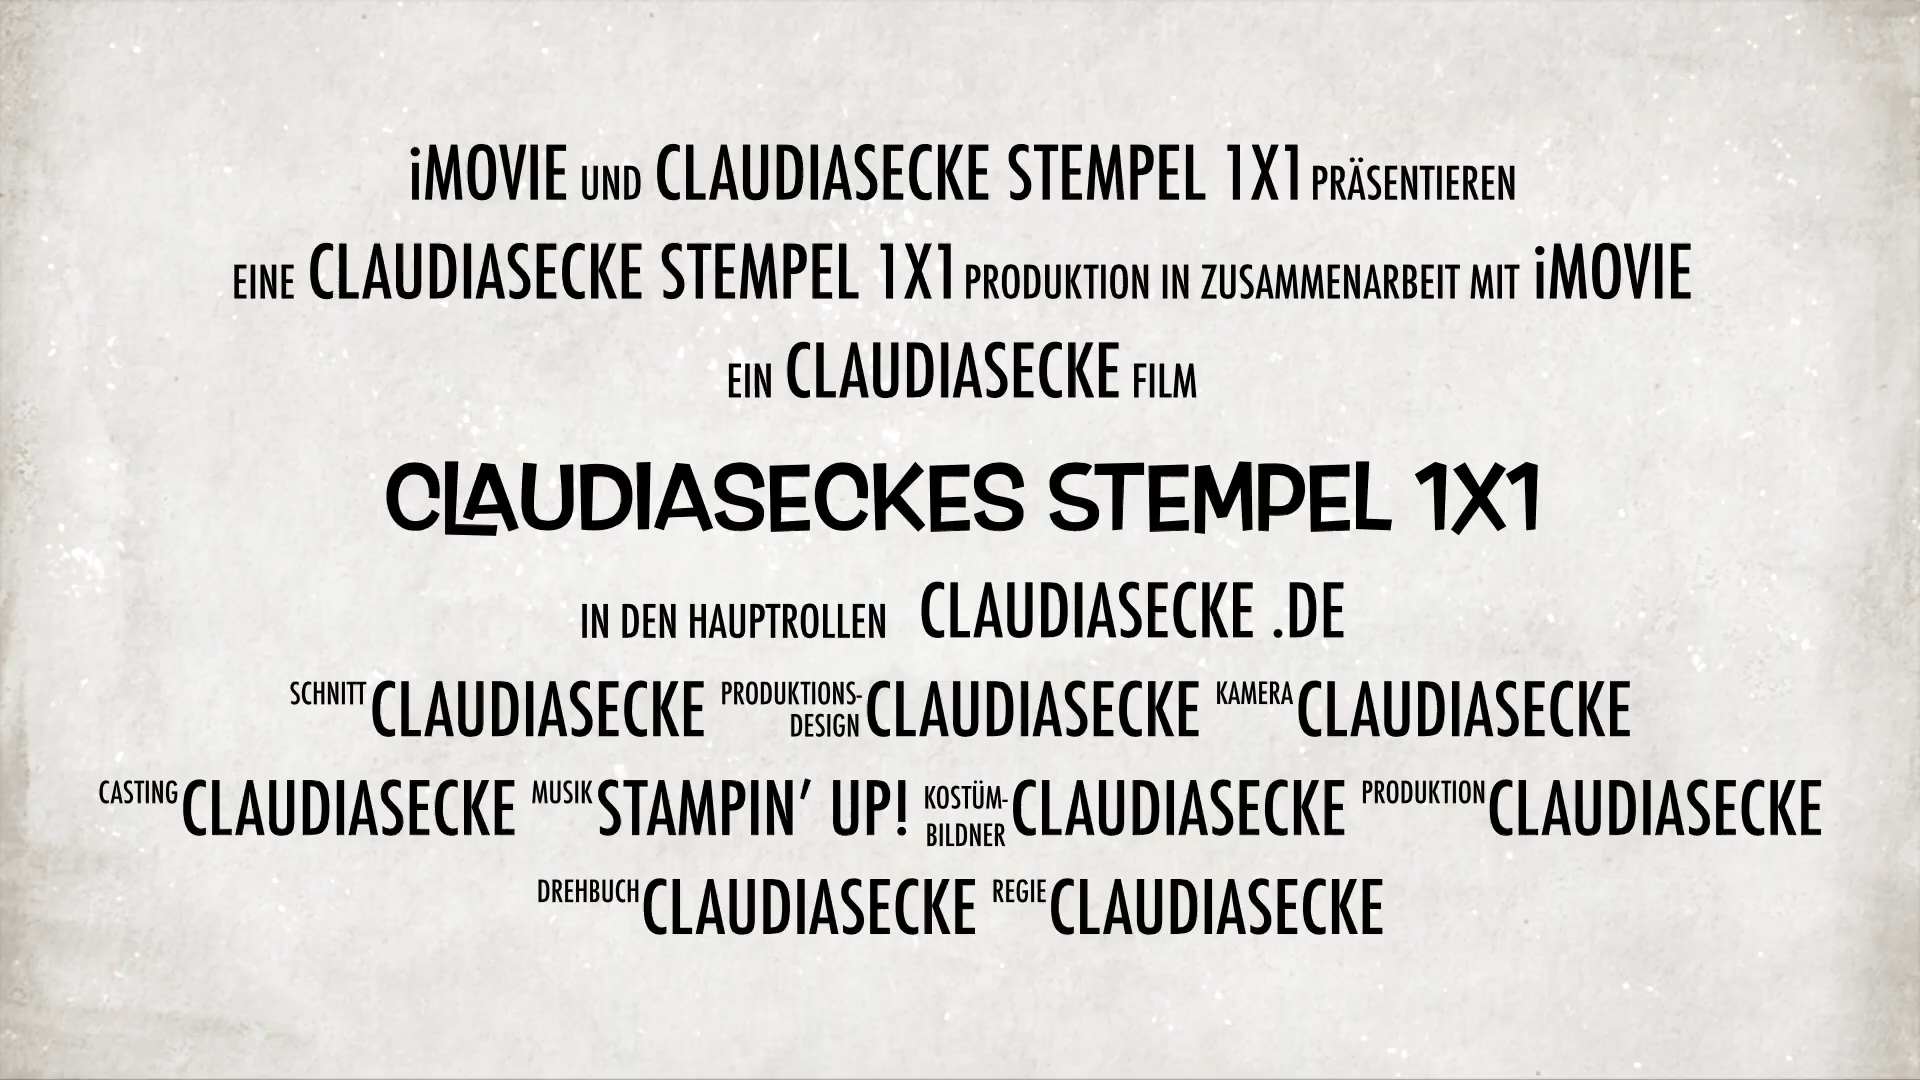 iMOVIE UND CLAUDIASECKE STEMPEL 1X1 PRÄSENTIEREN
EINE CLAUDIASECKE STEMPEL 1X1 PRODUKTION IN ZUSAMMENARBEIT MIT iMOVIE
EIN CLAUDIASECKE FILM
CLAUDIASECKES STEMPEL 1X1
IN DEN HAUPTROLLEN CLAUDIASECKE .DE
SCHNITT CLAUDIASECKE PRODUKTIONS-DESIGN CLAUDIASECKE KAMERA CLAUDIASECKE
CASTING CLAUDIASECKE MUSIK STAMPIN’ UP! KOSTÜM-BILDNER CLAUDIASECKE PRODUKTION CLAUDIASECKE
DREHBUCH CLAUDIASECKE REGIE CLAUDIASECKE